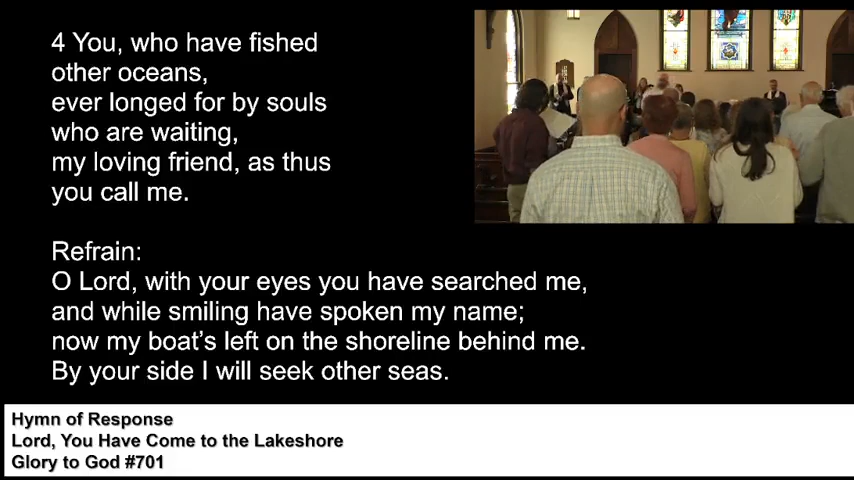 4 You, who have fished
other oceans,
ever longed for by souls
who are waiting,
my loving friend, as thus
you call me.
Refrain:
O Lord, with your eyes you have searched me,
and while smiling have spoken my name;
now my boat's left on the shoreline behind me.
By your side I will seek other seas.
Hymn of Response
Lord, You Have Come to the Lakeshore
Glory to God #701